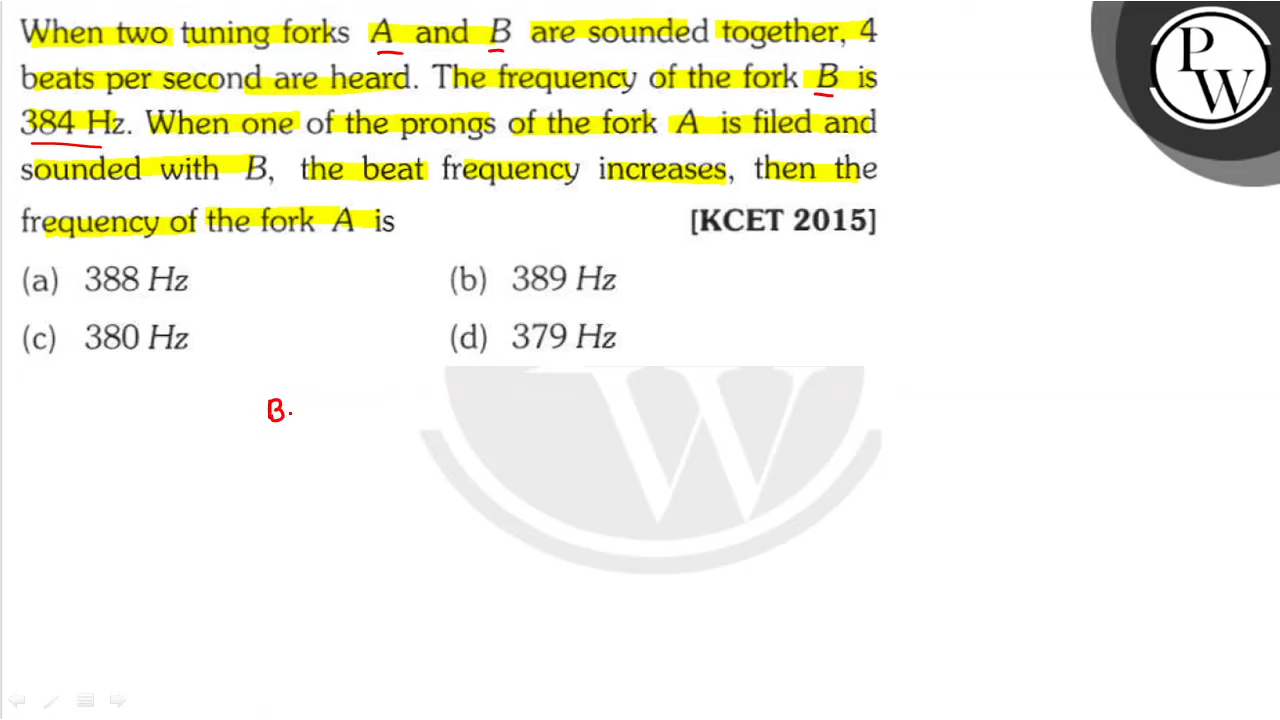 When two tuning forks A and B are sounded together, 4
beats per second are heard. The frequency of the fork B is
384 Hz. When one of the prongs of the fork A is filed and
sounded with B, the beat frequency increases, then the
frequency of the fork A is [KCET 2015]
(a) 388 Hz (b) 389 Hz
(c) 380 Hz (d) 379 Hz
B.
P
W
W